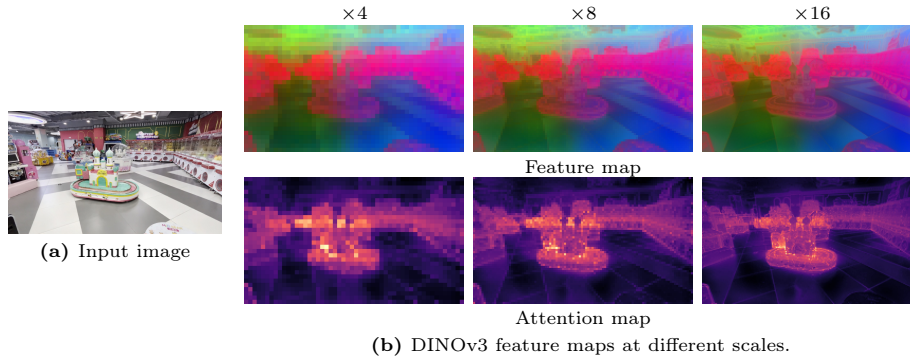 ×4 ×8 ×16
Feature map
(a) Input image
Attention map
(b) DINOv3 feature maps at different scales.